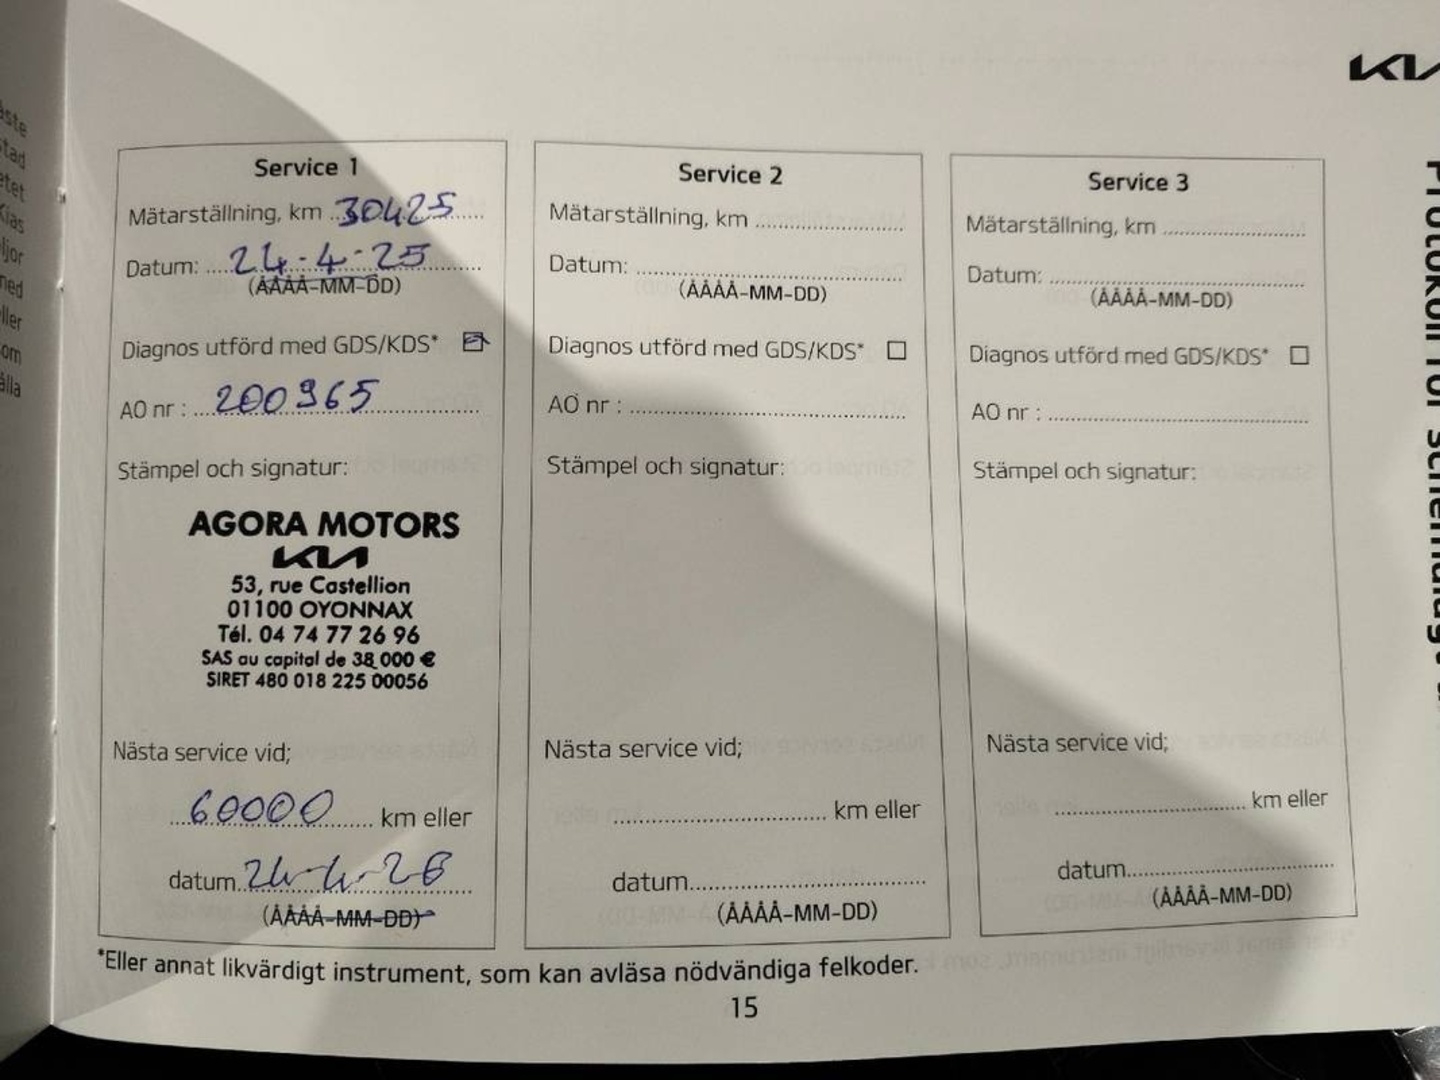 KIA
Service 1
Mätarställning, km 30425
Datum: 24-4-25
(ÅÅÅÅ-MM-DD)
Diagnos utförd med GDS/KDS*
AO nr : 200965
Stämpel och signatur:
AGORA MOTORS
KIA
53, rue Castellion
01100 OYONNAX
Tél. 04 74 77 26 96
SAS au capital de 38 000 €
SIRET 480 018 225 00056
Nästa service vid;
60000 km eller
datum 24-4-26
(ÅÅÅÅ-MM-DD)
Service 2
Mätarställning, km
Datum:
(ÅÅÅÅ-MM-DD)
Diagnos utförd med GDS/KDS*
AO nr :
Stämpel och signatur:
Nästa service vid;
km eller
datum
(ÅÅÅÅ-MM-DD)
Service 3
Mätarställning, km
Datum:
(ÅÅÅÅ-MM-DD)
Diagnos utförd med GDS/KDS*
AO nr :
Stämpel och signatur:
Nästa service vid;
km eller
datum
(ÅÅÅÅ-MM-DD)
*Eller annat likvärdigt instrument, som kan avläsa nödvändiga felkoder.
15
Protokoll för schemalagt